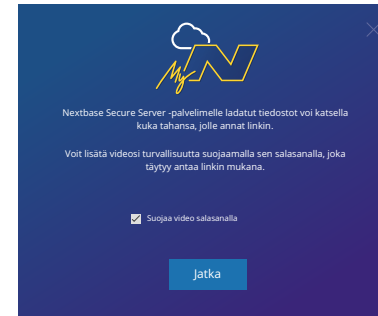 My N
Nextbase Secure Server -palvelimelle ladatut tiedostot voi katsella
kuka tahansa, jolle annat linkin.
Voit lisätä videosi turvallisuutta suojaamalla sen salasanalla, joka
täytyy antaa linkin mukana.
Suojaa video salasanalla
Jatka